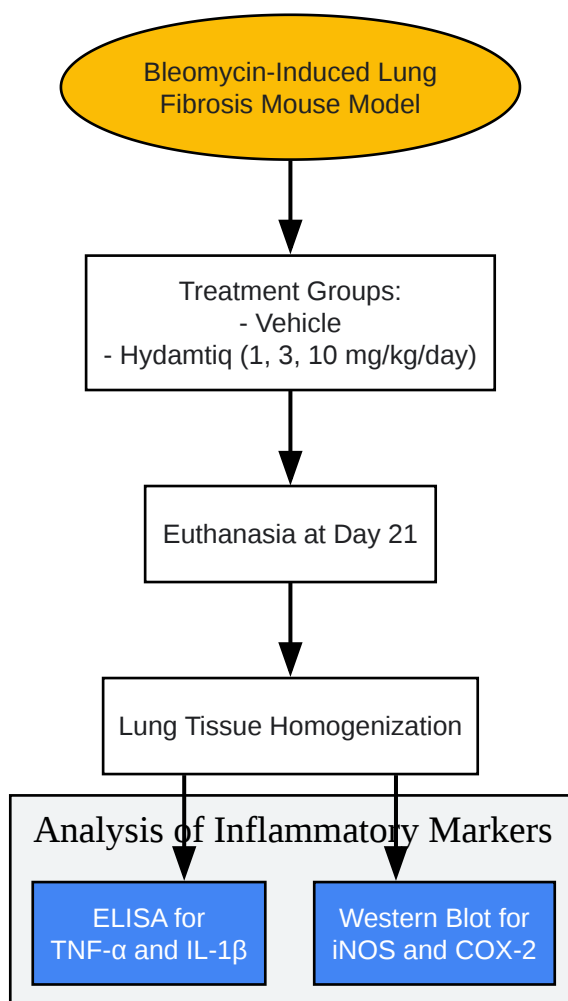 Bleomycin-Induced Lung
Fibrosis Mouse Model
Treatment Groups:
- Vehicle
- Hydamtiq (1, 3, 10 mg/kg/day)
Euthanasia at Day 21
Lung Tissue Homogenization
Analysis of Inflammatory Markers
ELISA for
TNF-α and IL-1β
Western Blot for
iNOS and COX-2